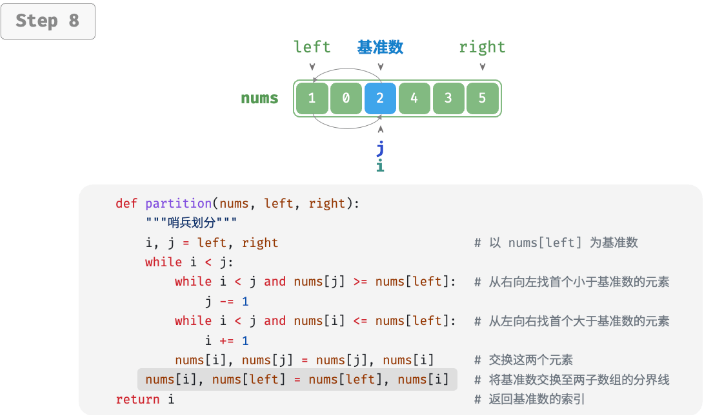 Step 8
left 基准数 right
nums 1 0 2 4 3 5
j
i
def partition(nums, left, right):
"""哨兵划分"""
i, j = left, right # 以 nums[left] 为基准数
while i < j:
while i < j and nums[j] >= nums[left]: # 从右向左找首个小于基准数的元素
j -= 1
while i < j and nums[i] <= nums[left]: # 从左向右找首个大于基准数的元素
i += 1
nums[i], nums[j] = nums[j], nums[i] # 交换这两个元素
nums[i], nums[left] = nums[left], nums[i] # 将基准数交换至两子数组的分界线
return i # 返回基准数的索引